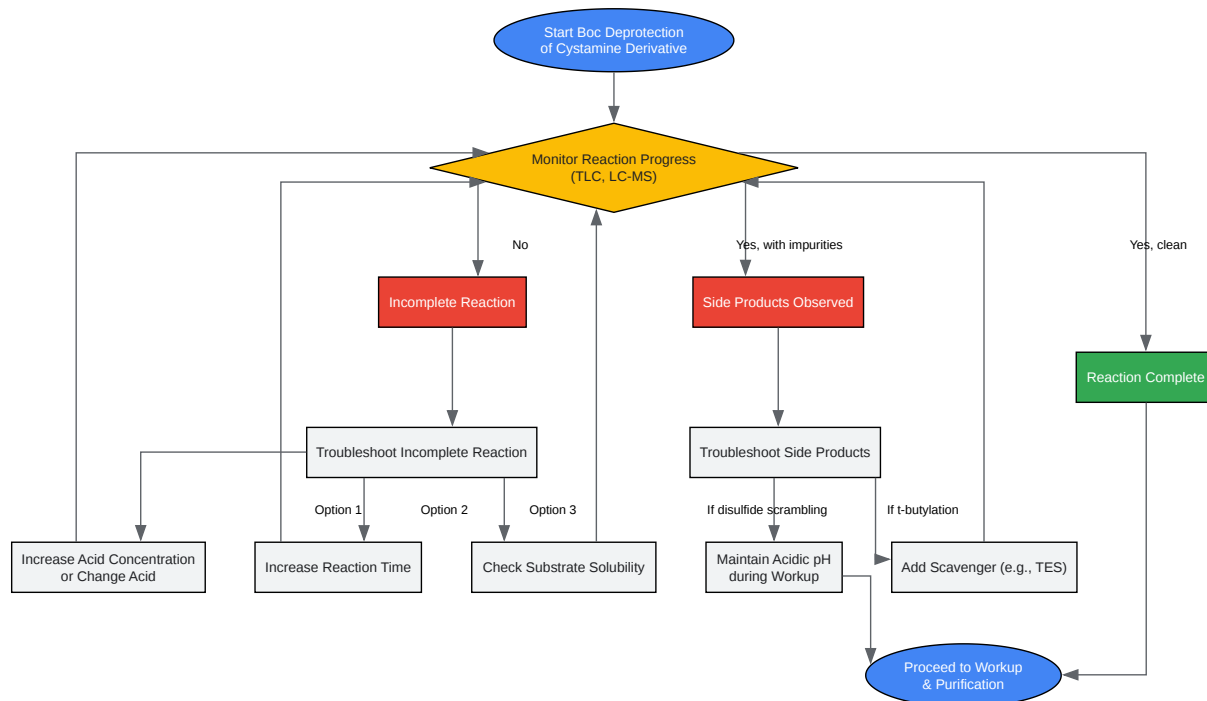 Start Boc Deprotection
of Cystamine Derivative
Monitor Reaction Progress
(TLC, LC-MS)
No
Yes, with impurities
Yes, clean
Incomplete Reaction
Side Products Observed
Reaction Complete
Troubleshoot Incomplete Reaction
Troubleshoot Side Products
Option 1
Option 2
Option 3
If disulfide scrambling
If t-butylation
Increase Acid Concentration
or Change Acid
Increase Reaction Time
Check Substrate Solubility
Maintain Acidic pH
during Workup
Add Scavenger (e.g., TES)
Proceed to Workup
& Purification